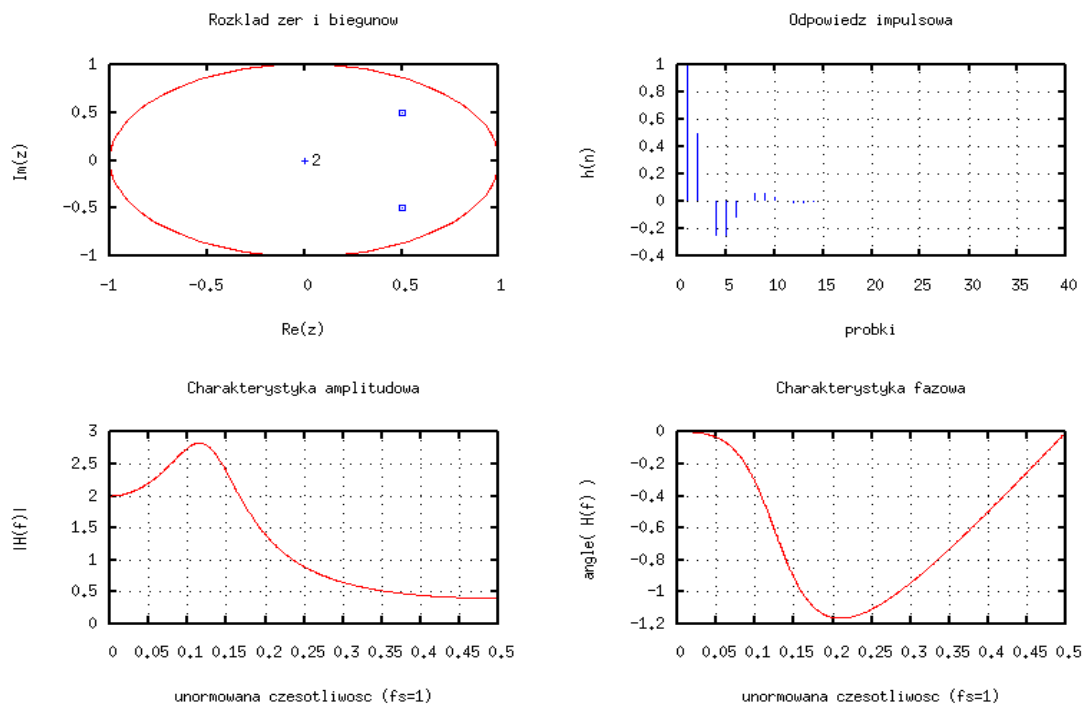 Rozklad zer i biegunow
1
0.5
0
-0.5
-1
Im(z)
2
-1 -0.5 0 0.5 1
Re(z)
Odpowiedz impulsowa
1
0.8
0.6
0.4
0.2
0
-0.2
-0.4
h(n)
0 5 10 15 20 25 30 35 40
probki
Charakterystyka amplitudowa
3
2.5
2
1.5
1
0.5
0
|H(f)|
0 0.05 0.1 0.15 0.2 0.25 0.3 0.35 0.4 0.45 0.5
unormowana czesotliwosc (fs=1)
Charakterystyka fazowa
0
-0.2
-0.4
-0.6
-0.8
-1
-1.2
angle( H(f) )
0 0.05 0.1 0.15 0.2 0.25 0.3 0.35 0.4 0.45 0.5
unormowana czesotliwosc (fs=1)